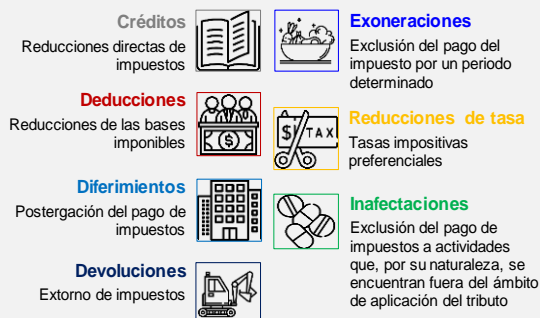 Créditos
Reducciones directas de
impuestos
Deducciones
Reducciones de las bases
imponibles
Diferimientos
Postergación del pago de
impuestos
Devoluciones
Extorno de impuestos
Exoneraciones
Exclusión del pago del
impuesto por un periodo
determinado
$ TAX
Reducciones de tasa
Tasas impositivas
preferenciales
Inafectaciones
Exclusión del pago de
impuestos a actividades
que, por su naturaleza, se
encuentran fuera del ámbito
de aplicación del tributo
$